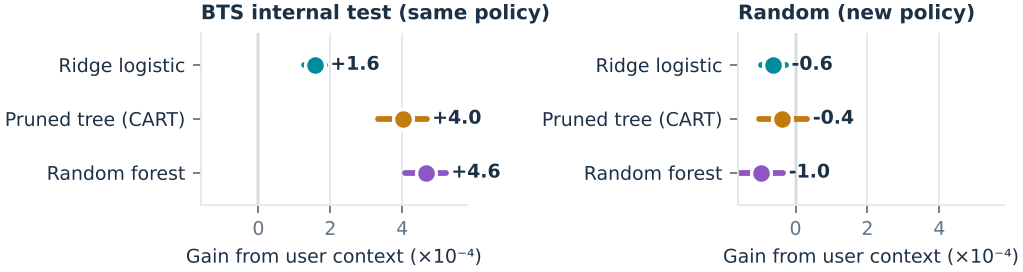 BTS internal test (same policy)
Ridge logistic
+1.6
Pruned tree (CART)
+4.0
Random forest
+4.6
0 2 4
Gain from user context (×10⁻⁴)
Random (new policy)
Ridge logistic
-0.6
Pruned tree (CART)
-0.4
Random forest
-1.0
0 2 4
Gain from user context (×10⁻⁴)